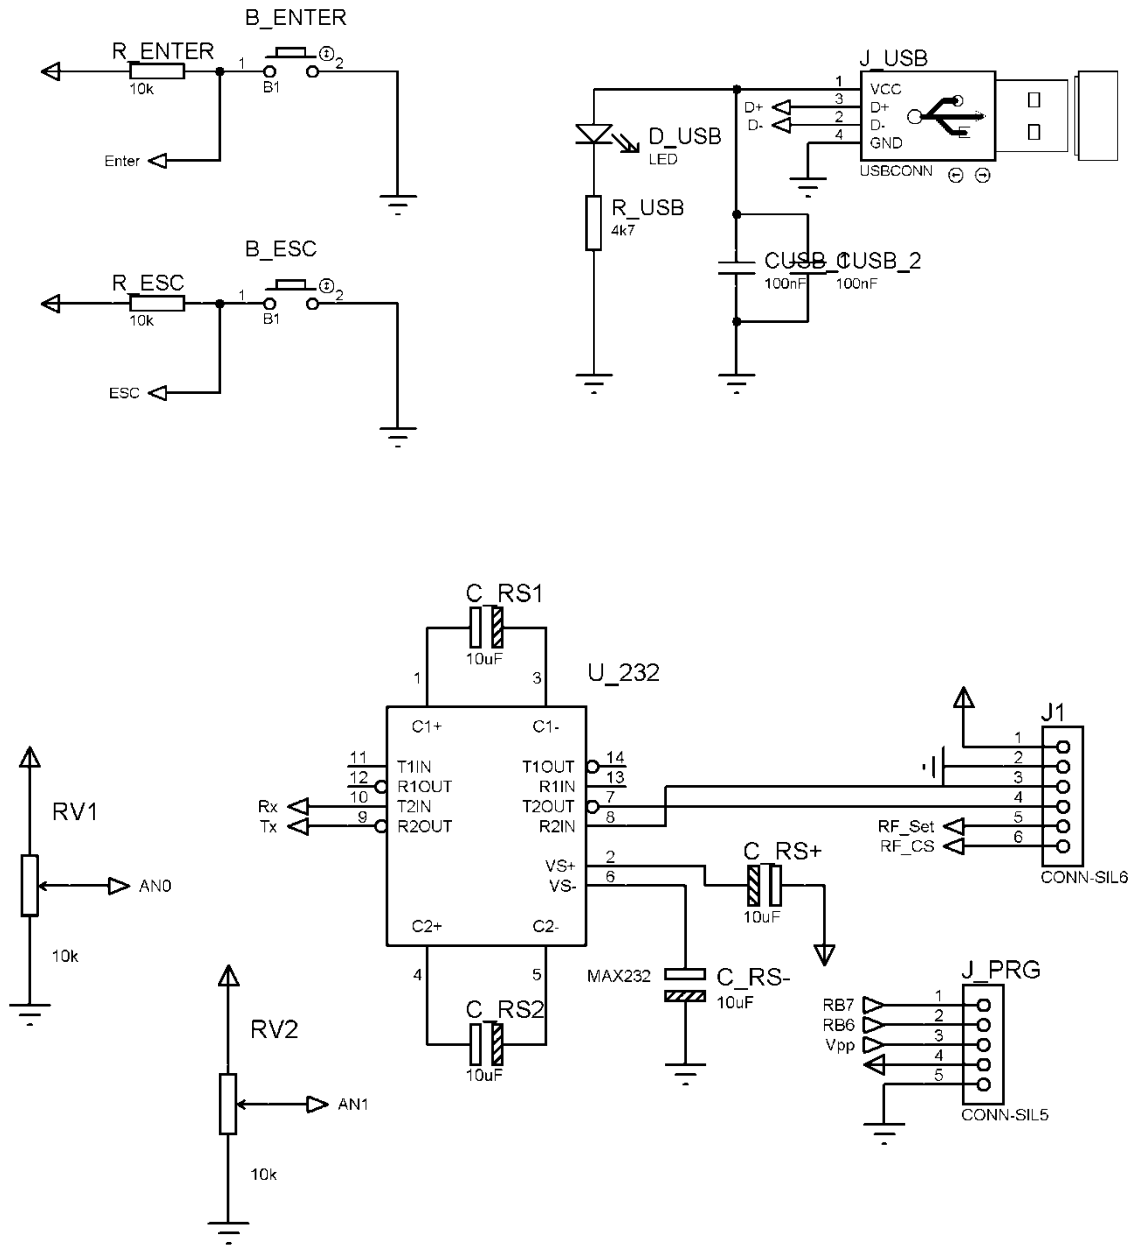 B_ENTER
R_ENTER
1
2
10k
B1
Enter
B_ESC
R_ESC
1
2
10k
B1
ESC
J_USB
1
VCC
D+
3
D+
D-
2
D-
4
GND
E
USBCONN
D_USB
LED
R_USB
4k7
CUSB_1
CUSB_2
100nF
100nF
C_RS1
10uF
1
3
U_232
C1+
C1-
11
T1IN
T1OUT
14
12
R1OUT
R1IN
13
Rx
10
T2IN
T2OUT
7
Tx
9
R2OUT
R2IN
8
VS+
2
VS-
6
C2+
C2-
4
5
MAX232
C_RS2
10uF
C_RS+
10uF
C_RS-
10uF
J1
1
2
3
4
RF_Set
5
RF_CS
6
CONN-SIL6
J_PRG
RB7
1
RB6
2
Vpp
3
4
5
CONN-SIL5
RV1
AN0
10k
RV2
AN1
10k